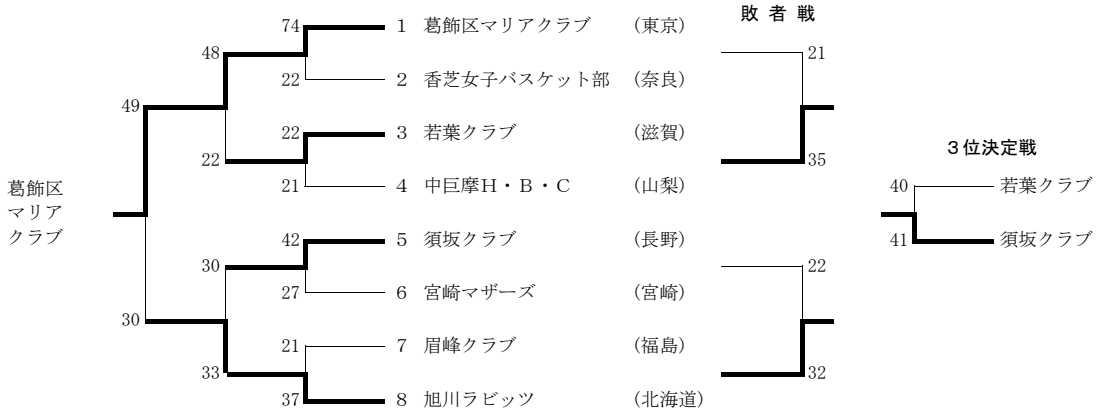 敗者戦
74 1 葛飾区マリアクラブ (東京)
48 21
22 2 香芝女子バスケット部 (奈良)
49
22 3 若葉クラブ (滋賀)
3位決定戦
22 35
21 4 中巨摩H・B・C (山梨)
40 若葉クラブ
葛飾区
マリア
クラブ
42 5 須坂クラブ (長野)
41 須坂クラブ
30 22
27 6 宮崎マザーズ (宮崎)
30
21 7 眉峰クラブ (福島)
33 32
37 8 旭川ラビッツ (北海道)